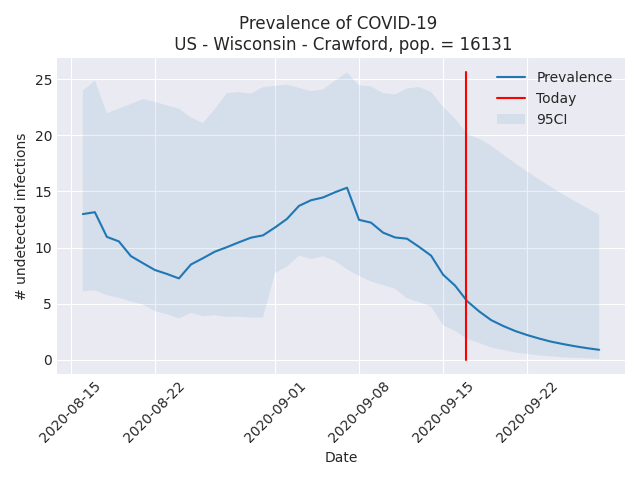 Prevalence of COVID-19
US - Wisconsin - Crawford, pop. = 16131
Prevalence
Today
95CI
# undetected infections
25
20
15
10
5
0
2020-08-15
2020-08-22
2020-09-01
2020-09-08
2020-09-15
2020-09-22
Date